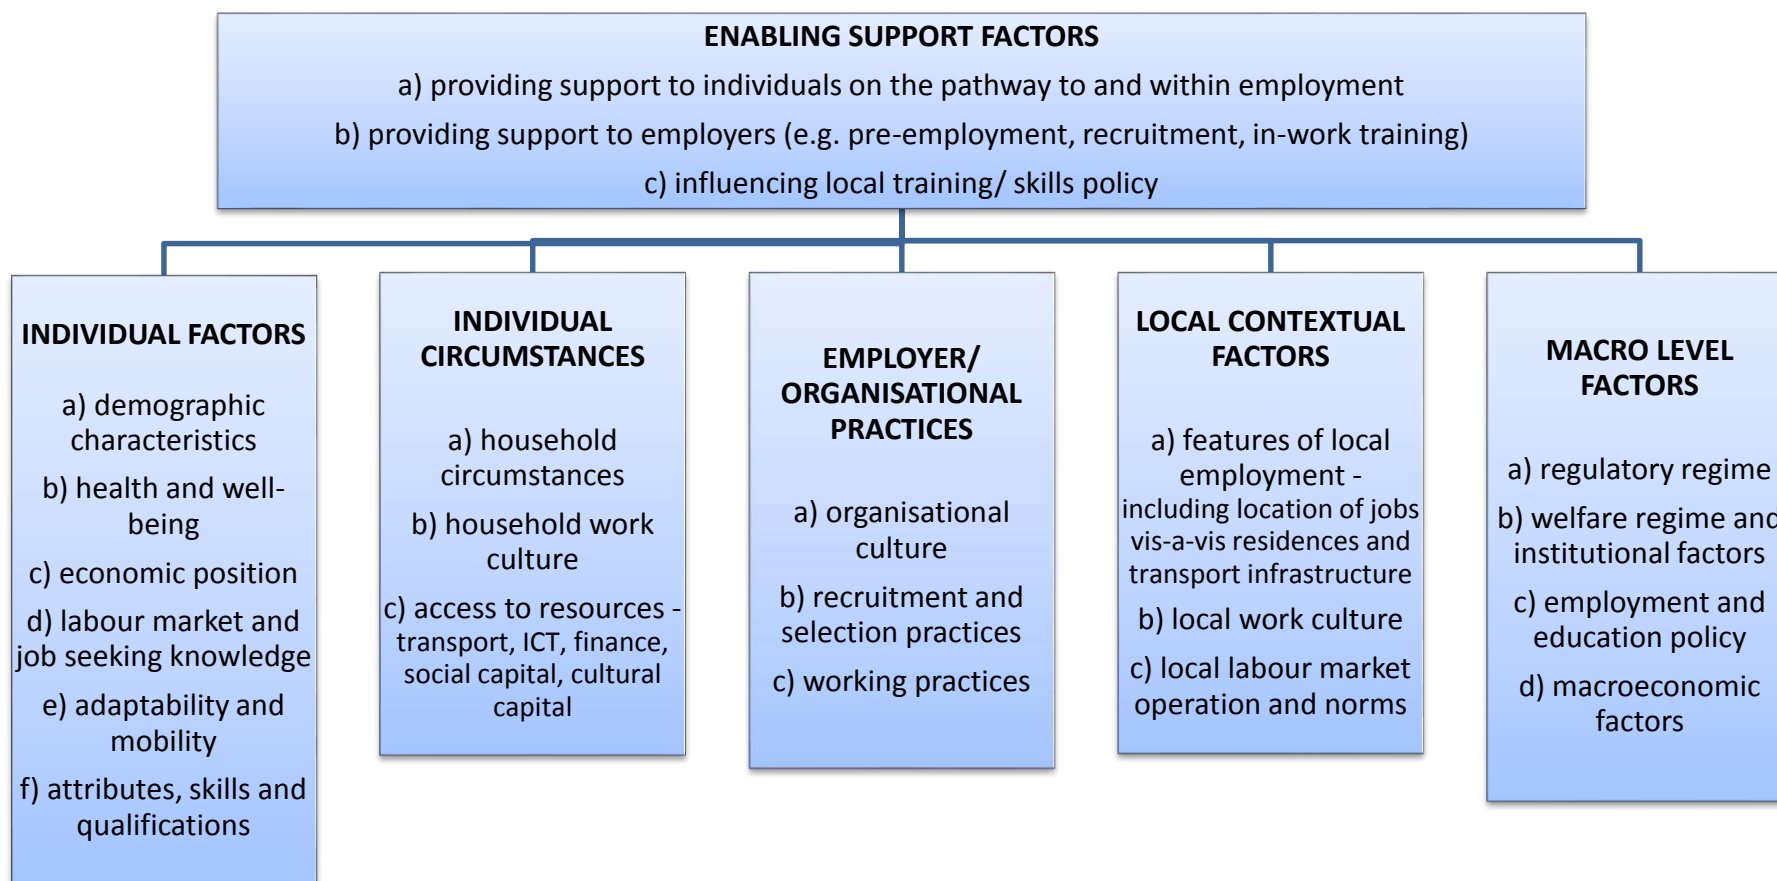 ENABLING SUPPORT FACTORS
a) providing support to individuals on the pathway to and within employment
b) providing support to employers (e.g. pre-employment, recruitment, in-work training)
c) influencing local training/ skills policy
INDIVIDUAL FACTORS
a) demographic
characteristics
b) health and well-
being
c) economic position
d) labour market and
job seeking knowledge
e) adaptability and
mobility
f) attributes, skills and
qualifications
INDIVIDUAL
CIRCUMSTANCES
a) household
circumstances
b) household work
culture
c) access to resources -
transport, ICT, finance,
social capital, cultural
capital
EMPLOYER/
ORGANISATIONAL
PRACTICES
a) organisational
culture
b) recruitment and
selection practices
c) working practices
LOCAL CONTEXTUAL
FACTORS
a) features of local
employment -
including location of jobs
vis-a-vis residences and
transport infrastructure
b) local work culture
c) local labour market
operation and norms
MACRO LEVEL
FACTORS
a) regulatory regime
b) welfare regime and
institutional factors
c) employment and
education policy
d) macroeconomic
factors